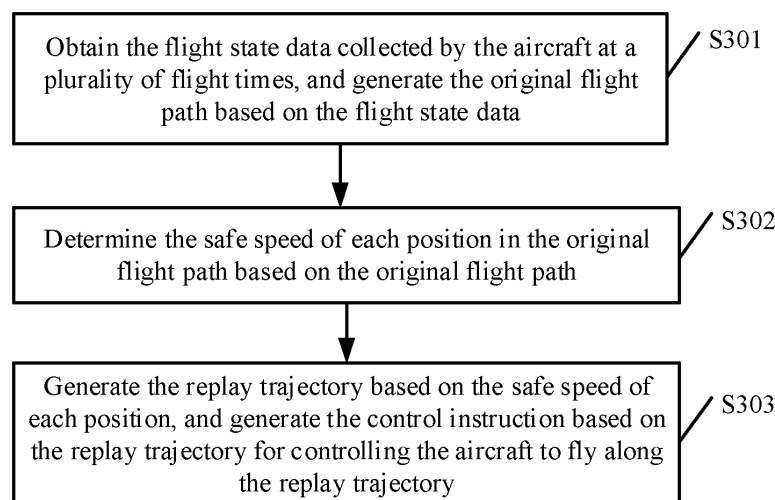 Obtain the flight state data collected by the aircraft at a
plurality of flight times, and generate the original flight
path based on the flight state data
S301
Determine the safe speed of each position in the original
flight path based on the original flight path
S302
Generate the replay trajectory based on the safe speed of
each position, and generate the control instruction based on
the replay trajectory for controlling the aircraft to fly along
the replay trajectory
S303